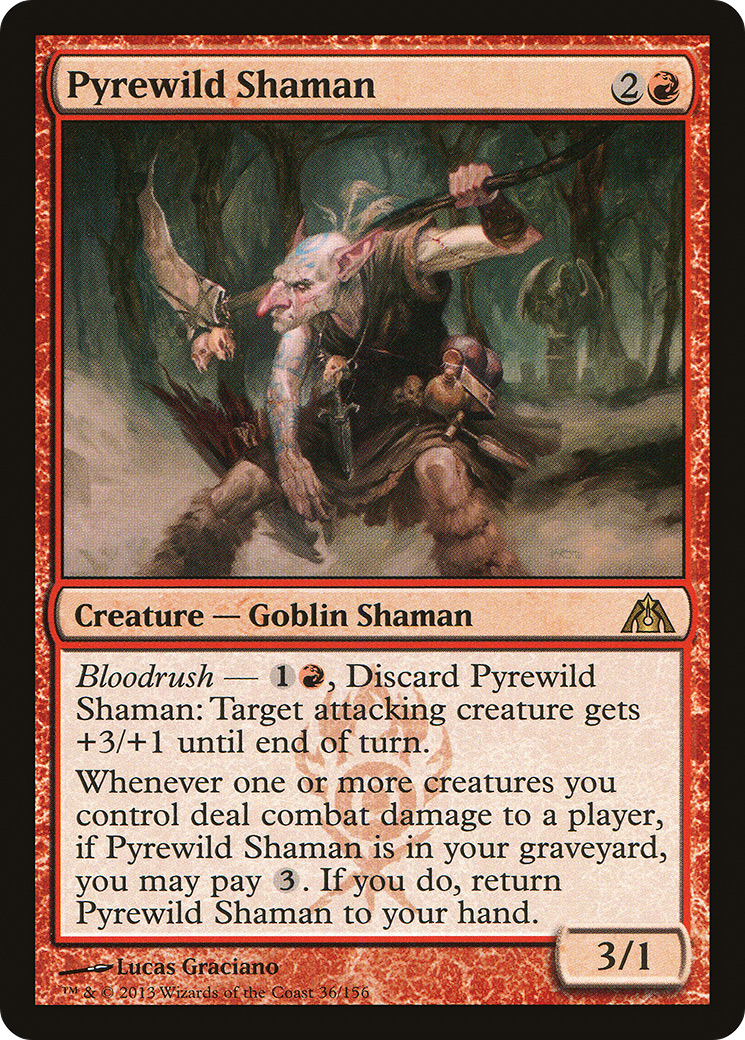 Pyrewild Shaman 2
Creature — Goblin Shaman
Bloodrush — 1, Discard Pyrewild
Shaman: Target attacking creature gets
+3/+1 until end of turn.
Whenever one or more creatures you
control deal combat damage to a player,
if Pyrewild Shaman is in your graveyard,
you may pay 3. If you do, return
Pyrewild Shaman to your hand.
3/1
Lucas Graciano
™ & © 2013 Wizards of the Coast 36/156